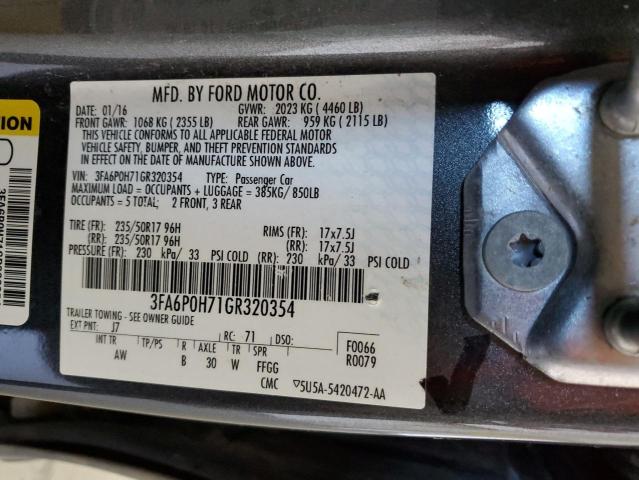 MFD. BY FORD MOTOR CO.
DATE: 01/16 GVWR: 2023 KG ( 4460 LB)
FRONT GAWR: 1068 KG ( 2355 LB) REAR GAWR: 959 KG ( 2115 LB)
THIS VEHICLE CONFORMS TO ALL APPLICABLE FEDERAL MOTOR
VEHICLE SAFETY, BUMPER, AND THEFT PREVENTION STANDARDS
IN EFFECT ON THE DATE OF MANUFACTURE SHOWN ABOVE.
VIN: 3FA6P0H71GR320354 TYPE: Passenger Car
MAXIMUM LOAD = OCCUPANTS + LUGGAGE = 385KG/ 850LB
OCCUPANTS = 5 TOTAL; 2 FRONT, 3 REAR
TIRE (FR): 235/50R17 96H RIMS (FR): 17x7.5J
(RR): 235/50R17 96H (RR): 17x7.5J
PRESSURE (FR): 230 kPa/ 33 PSI COLD (RR): 230 kPa/ 33 PSI COLD
3FA6P0H71GR320354
TRAILER TOWING - SEE OWNER GUIDE
EXT PNT: J7 RC: 71 DSO: F0066
R0079
INT TR TP/PS R AXLE TR SPR
AW B 30 W FFGG
CMC 5U5A-5420472-AA
TION